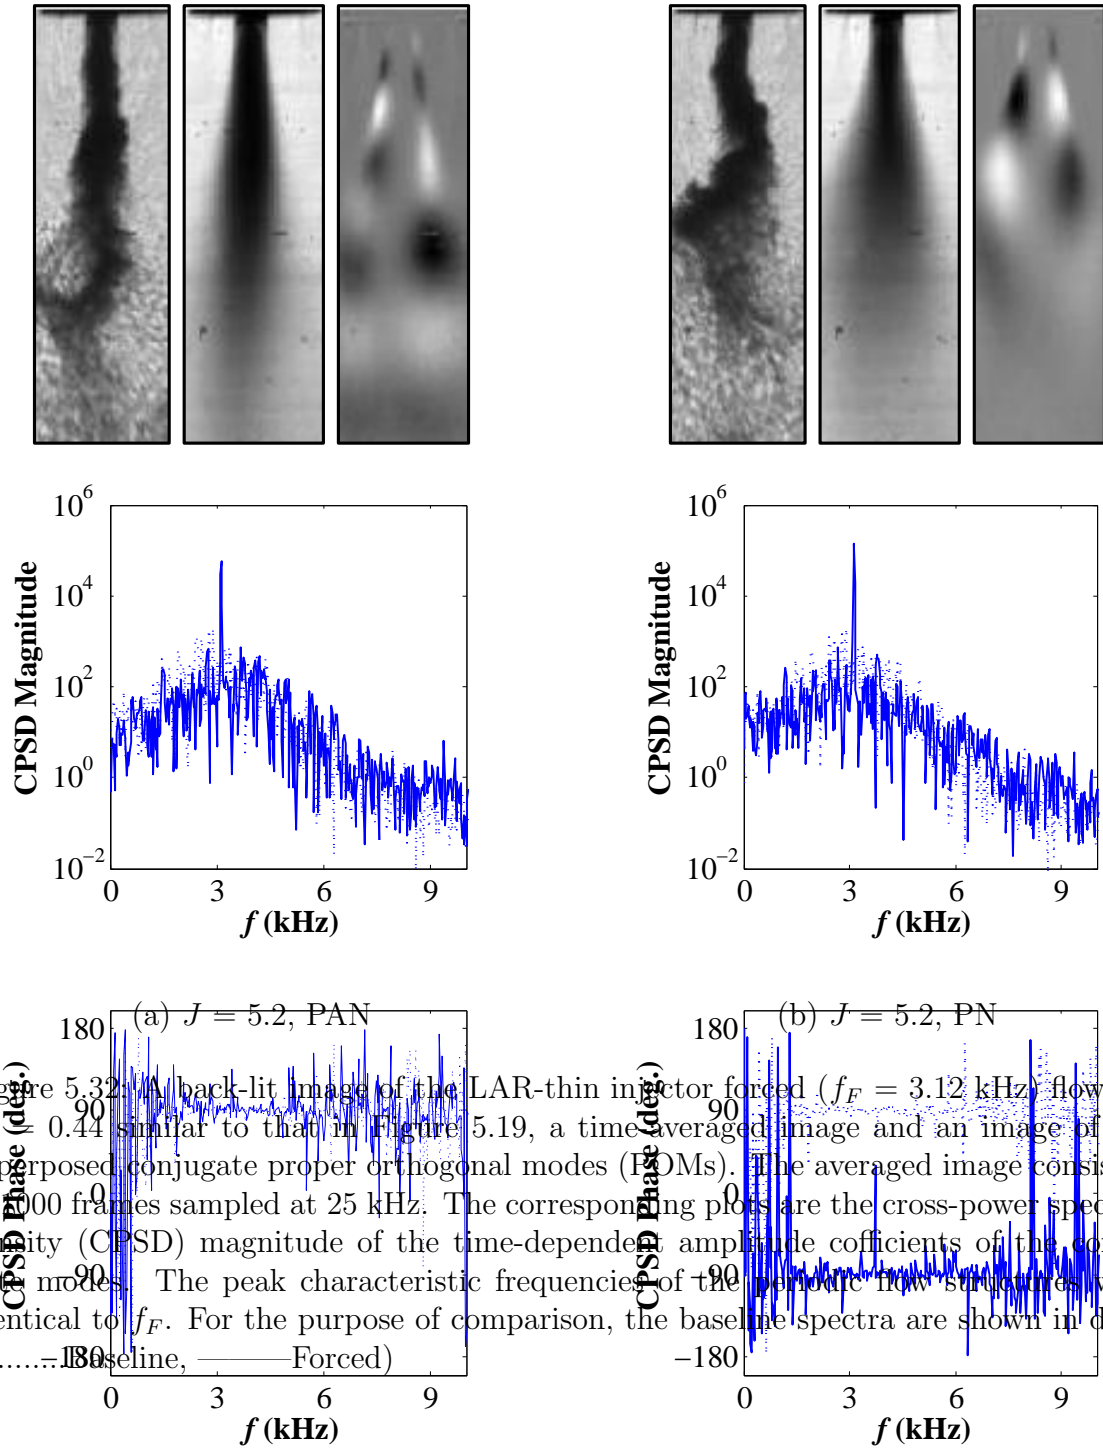 10^6
10^4
10^2
10^0
10^−2
CPSD Magnitude
0 3 6 9
f (kHz)
10^6
10^4
10^2
10^0
10^−2
CPSD Magnitude
0 3 6 9
f (kHz)
(a) J = 5.2, PAN
(b) J = 5.2, PN
180
90
0
−90
−180
CPSD Phase (deg.)
0 3 6 9
f (kHz)
180
90
0
−90
−180
CPSD Phase (deg.)
0 3 6 9
f (kHz)
gure 5.32: A back-lit image of the LAR-thin injector forced (f_F = 3.12 kHz) flow
= 0.44 similar to that in Figure 5.19, a time-averaged image and an image of
perposed conjugate proper orthogonal modes (POMs). The averaged image consis
000 frames sampled at 25 kHz. The corresponding plots are the cross-power spec
nsity (CPSD) magnitude of the time-dependent amplitude cofficients of the co
modes. The peak characteristic frequencies of the periodic flow structures w
entical to f_F. For the purpose of comparison, the baseline spectra are shown in d
.........Baseline, ———Forced)